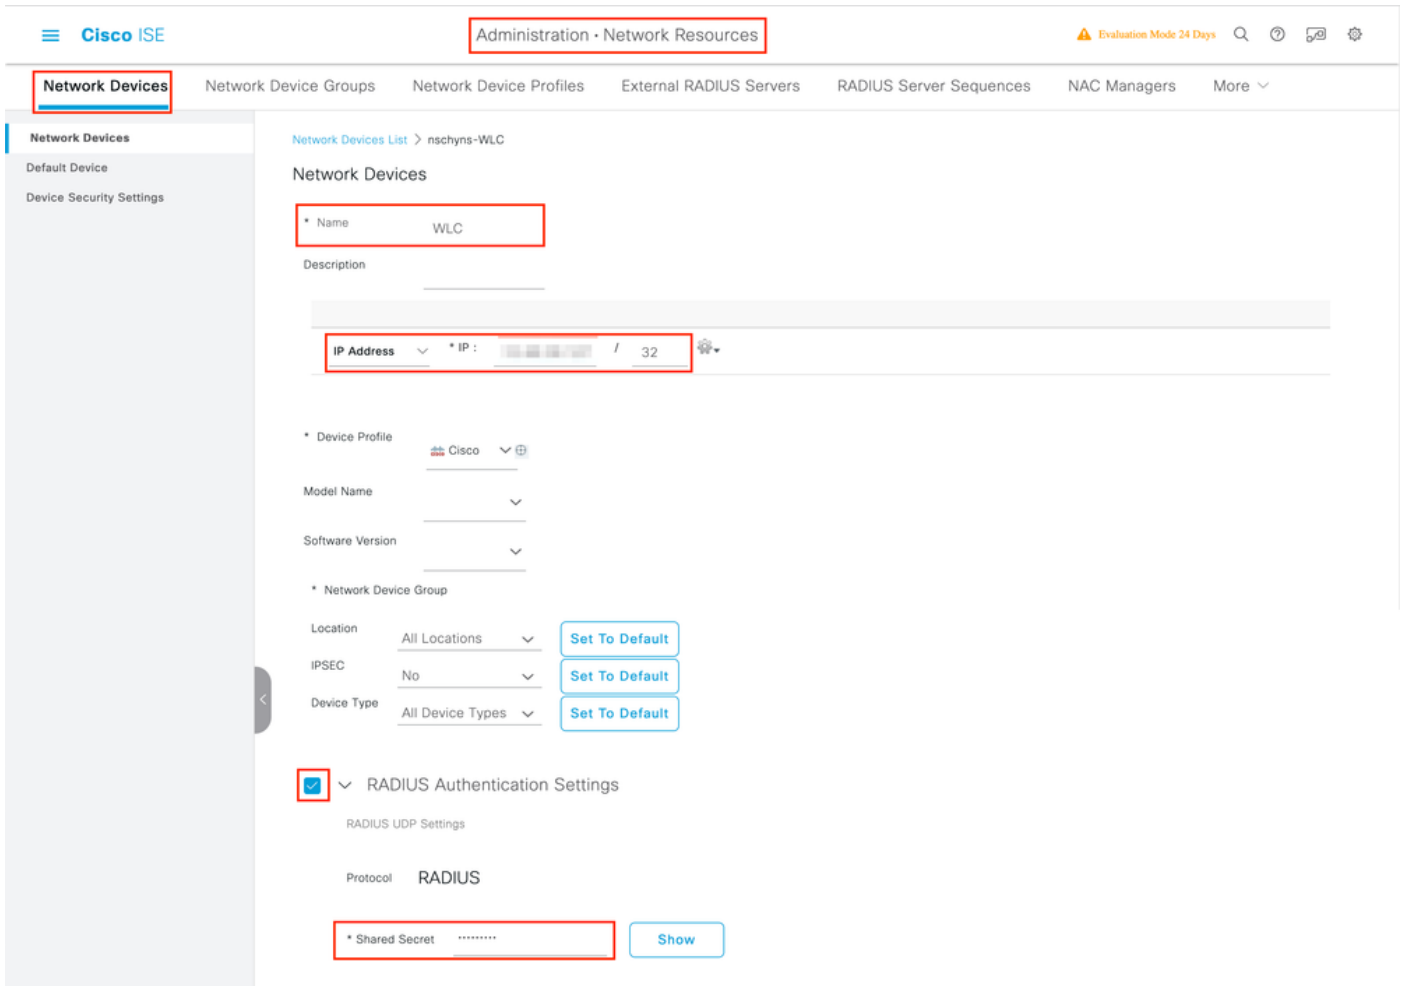 Cisco ISE
Administration · Network Resources
Evaluation Mode 24 Days
Network Devices
Network Device Groups
Network Device Profiles
External RADIUS Servers
RADIUS Server Sequences
NAC Managers
More
Network Devices
Default Device
Device Security Settings
Network Devices List > nschyns-WLC
Network Devices
* Name WLC
Description
IP Address * IP : / 32
* Device Profile
Cisco
Model Name
Software Version
* Network Device Group
Location All Locations Set To Default
IPSEC No Set To Default
Device Type All Device Types Set To Default
RADIUS Authentication Settings
RADIUS UDP Settings
Protocol RADIUS
* Shared Secret ········· Show